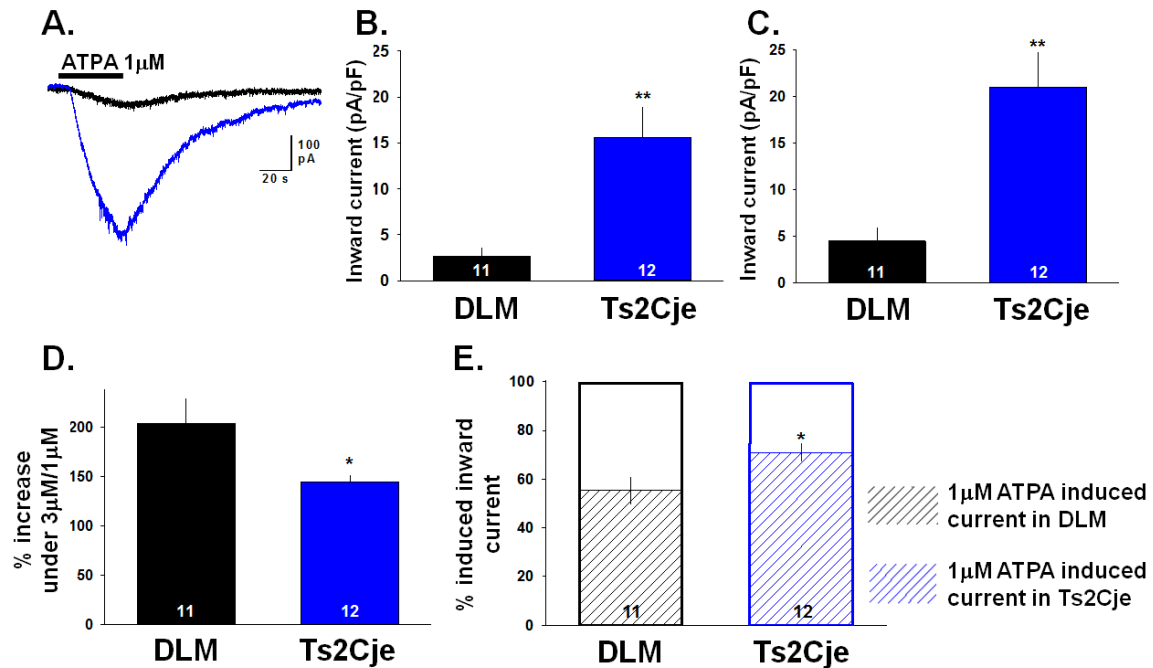 A.
ATPA 1μM
100
pA
20 s
B.
Inward current (pA/pF)
25
20
15
10
5
0
**
11
12
DLM
Ts2Cje
C.
Inward current (pA/pF)
25
20
15
10
5
0
**
11
12
DLM
Ts2Cje
D.
% increase
under 3μM/1μM
200
150
100
50
0
*
11
12
DLM
Ts2Cje
E.
% induced inward
current
100
80
60
40
20
0
*
11
12
DLM
Ts2Cje
1μM ATPA induced
current in DLM
1μM ATPA induced
current in Ts2Cje